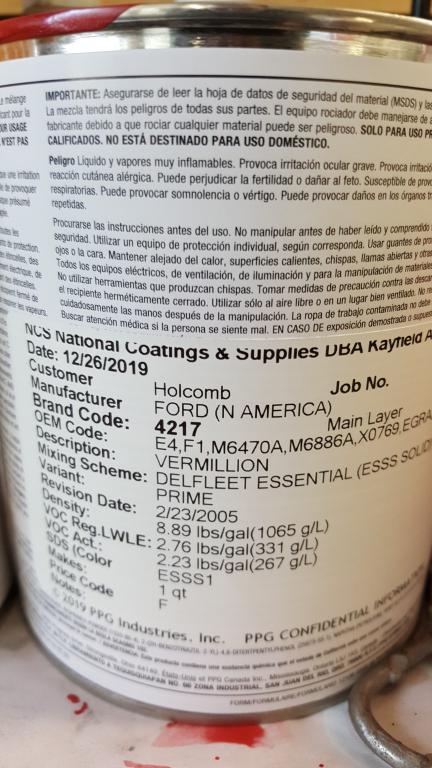 IMPORTANTE: Asegurarse de leer la hoja de datos de seguridad del material (MSDS) y las
La mezcla tendrá los peligros de todas sus partes. El equipo rociador debe manejarse de a
fabricante debido a que rociar cualquier material puede ser peligroso. SOLO PARA USO PR
CALIFICADOS. NO ESTÁ DESTINADO PARA USO DOMÉSTICO.
Peligro Líquido y vapores muy inflamables. Provoca irritación ocular grave. Provoca irritació
reacción cutánea alérgica. Puede perjudicar la fertilidad o dañar al feto. Susceptible de provo
respiratorias. Puede provocar somnolencia o vértigo. Puede provocar daños en los órganos tr
repetidas.
Procurarse las instrucciones antes del uso. No manipular antes de haber leído y comprendido
seguridad. Utilizar un equipo de protección individual, según corresponda. Usar guantes de pro
ojos o la cara. Mantener alejado del calor, superficies calientes, chispas, llamas abiertas y otras
Todos los equipos eléctricos, de ventilación, de iluminación y para la manipulación de materiales
No utilizar herramientas que produzcan chispas. Tomar medidas de precaución contra las descar
el recipiente herméticamente cerrado. Utilizar sólo al aire libre o en un lugar bien ventilado. No re
cuidadosamente las manos después de la manipulación. La ropa de trabajo contaminada no debe
Buscar atención médica si la persona se siente mal. EN CASO DE exposición demostrada o supues
NCS National Coatings & Supplies DBA Rayfield A
Date: 12/26/2019
Customer Holcomb Job No.
Manufacturer FORD (N AMERICA)
Brand Code: 4217 Main Layer
OEM Code: E4,F1,M6470A,M6886A,X0769,EGRA
Description: VERMILLION
Mixing Scheme: DELFLEET ESSENTIAL (ESSS SOLID
Variant: PRIME
Revision Date: 2/23/2005
Density: 8.89 lbs/gal(1065 g/L)
VOC Reg.LWLE: 2.76 lbs/gal(331 g/L)
VOC Act.: 2.23 lbs/gal(267 g/L)
SDS (Color ESSS1
Makes: 1 qt
Price Code F
Notes:
© 2019 PPG Industries, Inc. PPG CONFIDENTIAL INFORMATION